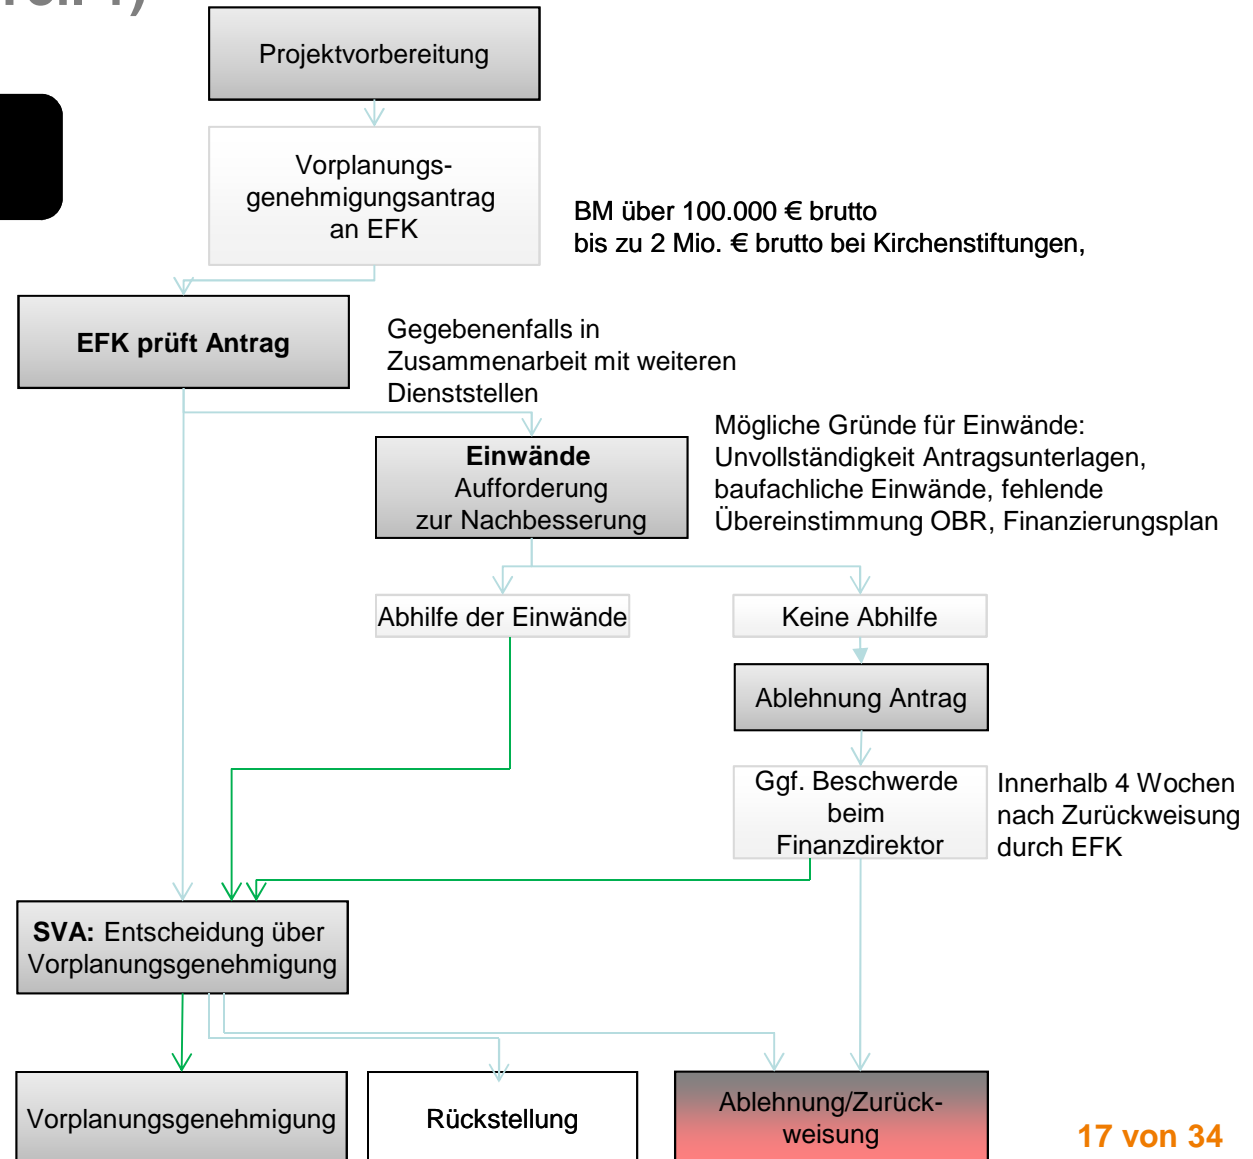 Projektvorbereitung
Vorplanungs-
genehmigungsantrag
an EFK
BM über 100.000 € brutto
bis zu 2 Mio. € brutto bei Kirchenstiftungen,
EFK prüft Antrag
Gegebenenfalls in
Zusammenarbeit mit weiteren
Dienststellen
Einwände
Aufforderung
zur Nachbesserung
Mögliche Gründe für Einwände:
Unvollständigkeit Antragsunterlagen,
baufachliche Einwände, fehlende
Übereinstimmung OBR, Finanzierungsplan
Abhilfe der Einwände
Keine Abhilfe
Ablehnung Antrag
Ggf. Beschwerde
beim
Finanzdirektor
Innerhalb 4 Wochen
nach Zurückweisung
durch EFK
SVA: Entscheidung über
Vorplanungsgenehmigung
Vorplanungsgenehmigung
Rückstellung
Ablehnung/Zurück-
weisung
17 von 34